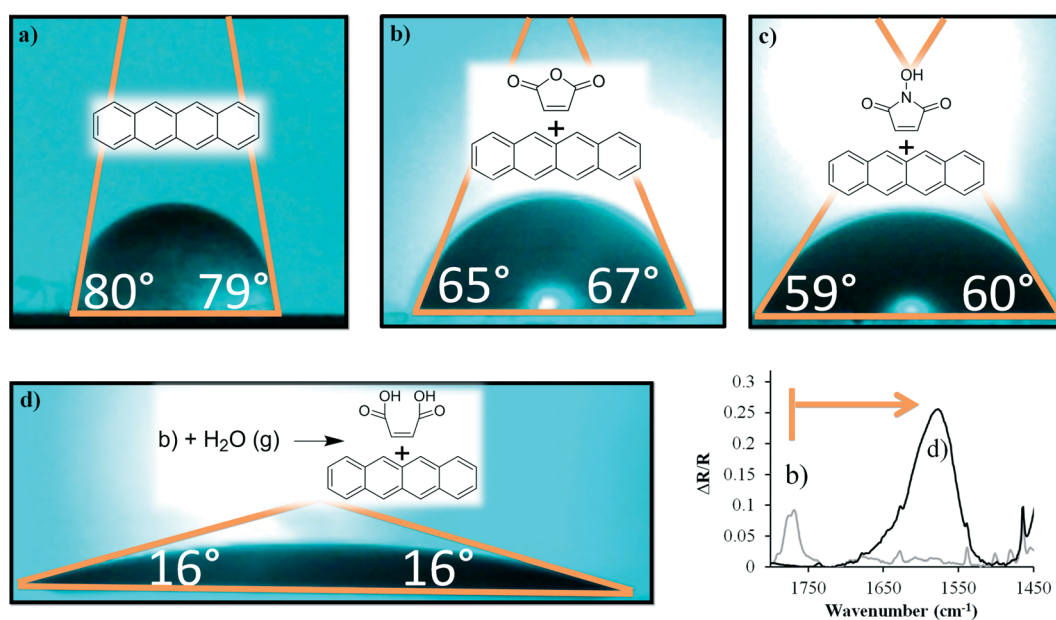 a)
80° 79°
b)
O O O
+
65° 67°
c)
OH
N
O O
+
59° 60°
d)
b) + H₂O (g) →
OH OH
O O
+
16° 16°
0.3
0.25
0.2
0.15
0.1
0.05
0
ΔR/R
b)
d)
1750 1650 1550 1450
Wavenumber (cm⁻¹)